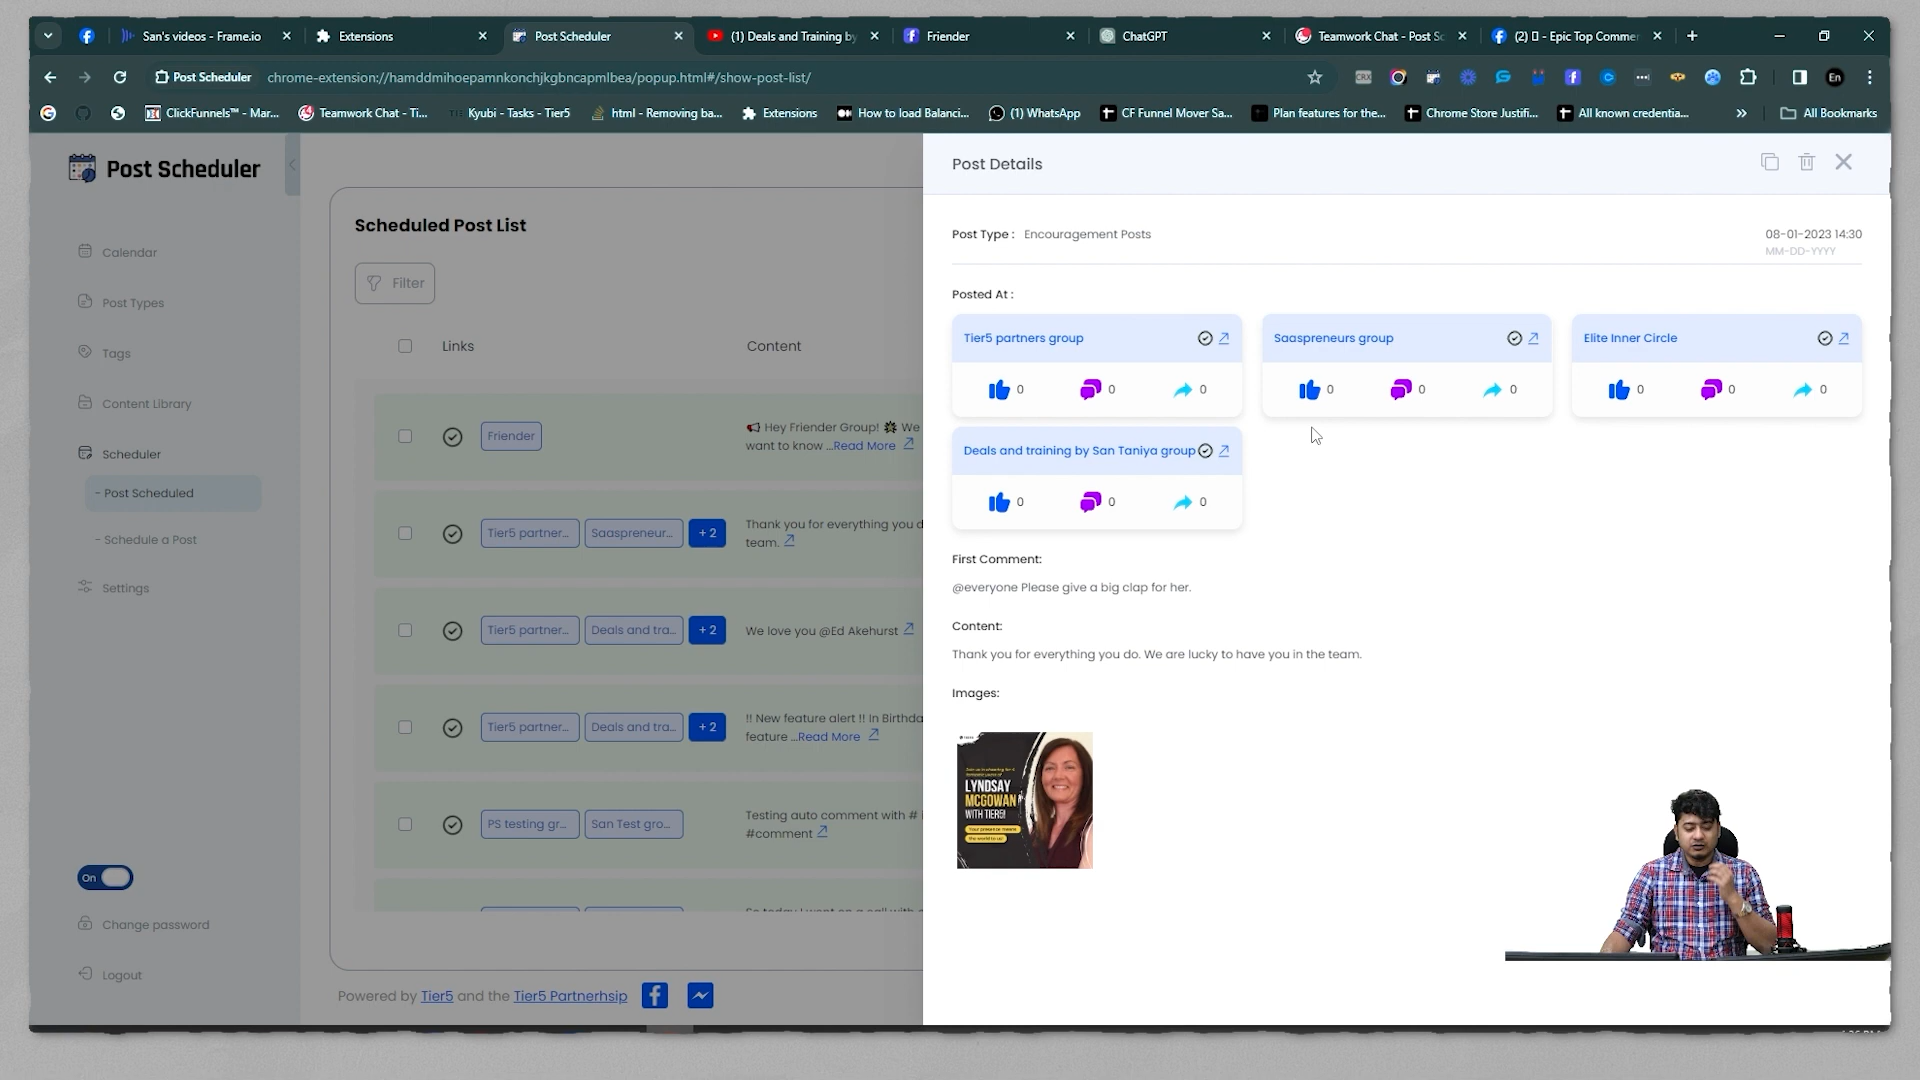 San's videos - Frame.io
Extensions
Post Scheduler
(1) Deals and Training by
Friender
ChatGPT
Teamwork Chat - Post Sc
(2) - Epic Top Commer
Post Scheduler
chrome-extension://hamddmihoepamnkonchjkgbncapmlbea/popup.html#/show-post-list/
CRX
En
ClickFunnels™ - Mar...
Teamwork Chat - Ti...
Kyubi - Tasks - Tier5
html - Removing ba...
Extensions
How to load Balanci...
(1) WhatsApp
CF Funnel Mover Sa...
Plan features for the...
Chrome Store Justifi...
All known credentia...
All Bookmarks
Post Scheduler
Calendar
Post Types
Tags
Content Library
Scheduler
- Post Scheduled
- Schedule a Post
Settings
On
Change password
Logout
Scheduled Post List
Filter
Links
Content
Friender
📢 Hey Friender Group! 🌟 We
want to know ...Read More
Tier5 partner...
Saaspreneur...
+ 2
Thank you for everything you d
team.
Tier5 partner...
Deals and tra...
+ 2
We love you @Ed Akehurst
Tier5 partner...
Deals and tra...
+ 2
!! New feature alert !! In Birthda
feature ...Read More
PS testing gr...
San Test gro...
Testing auto comment with # i
#comment
Powered by Tier5 and the Tier5 Partnerhsip
Post Details
Post Type : Encouragement Posts
08-01-2023 14:30
MM-DD-YYYY
Posted At :
Tier5 partners group
0
0
0
Saaspreneurs group
0
0
0
Elite Inner Circle
0
0
0
Deals and training by San Taniya group
0
0
0
First Comment:
@everyone Please give a big clap for her.
Content:
Thank you for everything you do. We are lucky to have you in the team.
Images:
LYNDSAY
MCGOWAN
WITH TIER5!